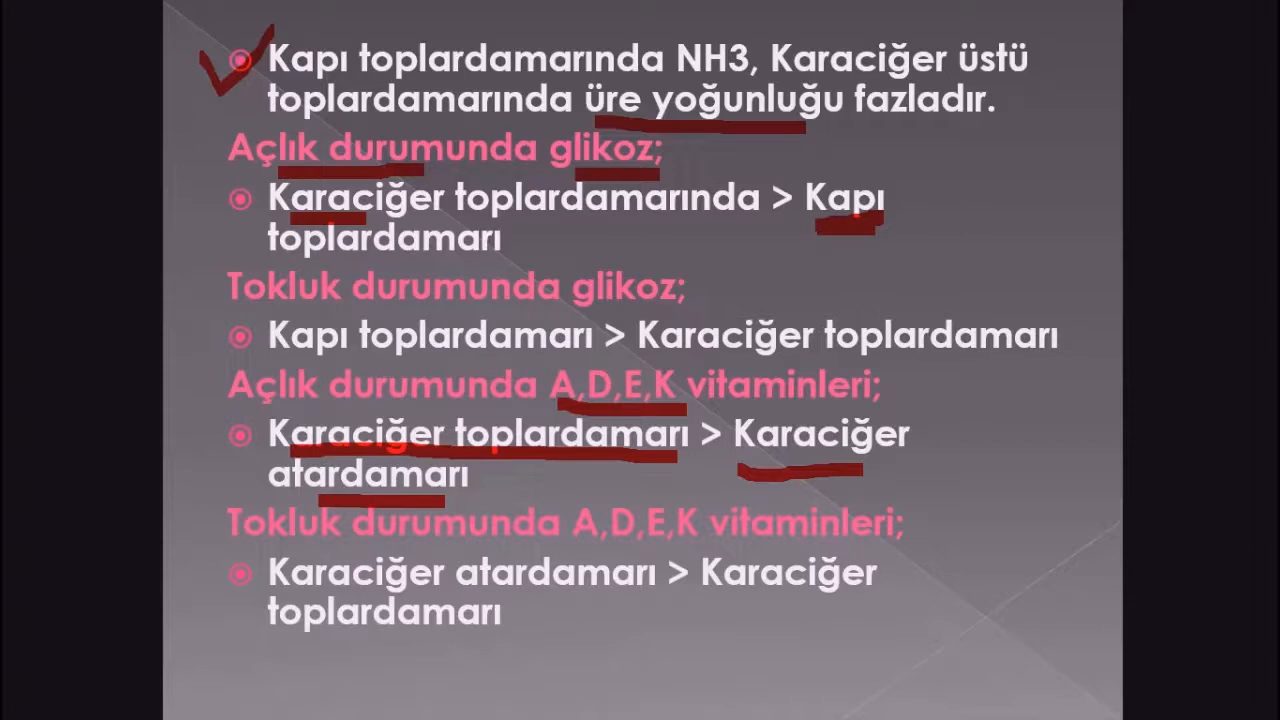 Kapı toplardamarında NH3, Karaciğer üstü
toplardamarında üre yoğunluğu fazladır.
Açlık durumunda glikoz;
Karaciğer toplardamarında > Kapı
toplardamarı
Tokluk durumunda glikoz;
Kapı toplardamarı > Karaciğer toplardamarı
Açlık durumunda A,D,E,K vitaminleri;
Karaciğer toplardamarı > Karaciğer
atardamarı
Tokluk durumunda A,D,E,K vitaminleri;
Karaciğer atardamarı > Karaciğer
toplardamarı